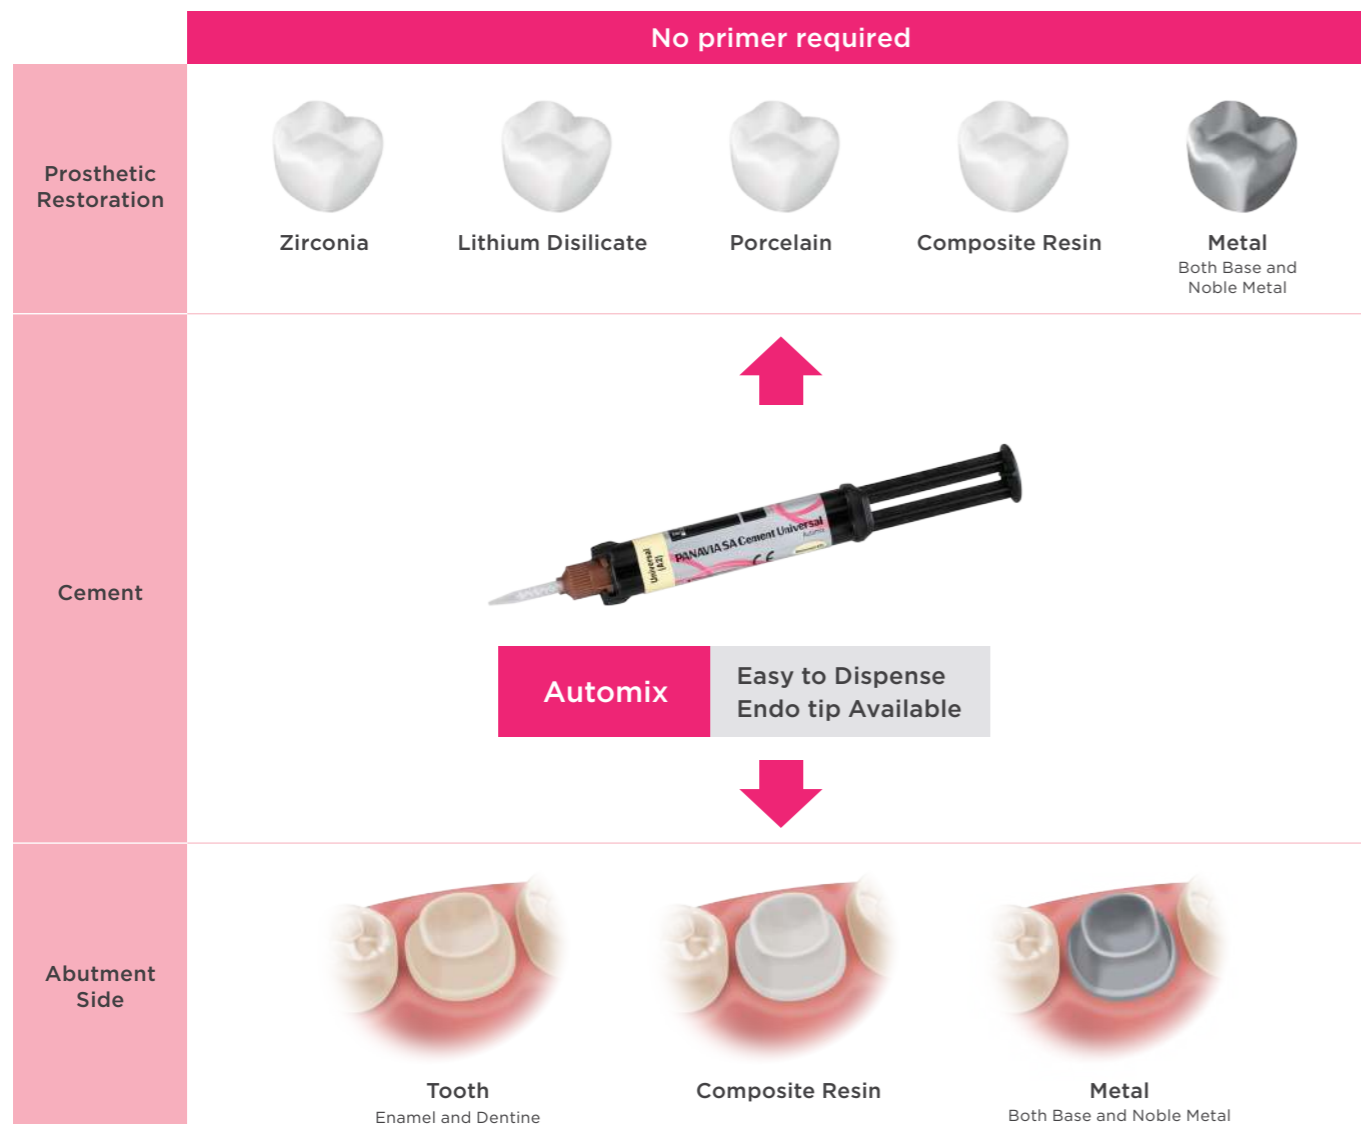 No primer required
Prosthetic
Restoration
Zirconia
Lithium Disilicate
Porcelain
Composite Resin
Metal
Both Base and
Noble Metal
Cement
PANAVIA SA Cement Universal
Automix
Universal
(A2)
CE
Automix
Easy to Dispense
Endo tip Available
Abutment
Side
Tooth
Enamel and Dentine
Composite Resin
Metal
Both Base and Noble Metal